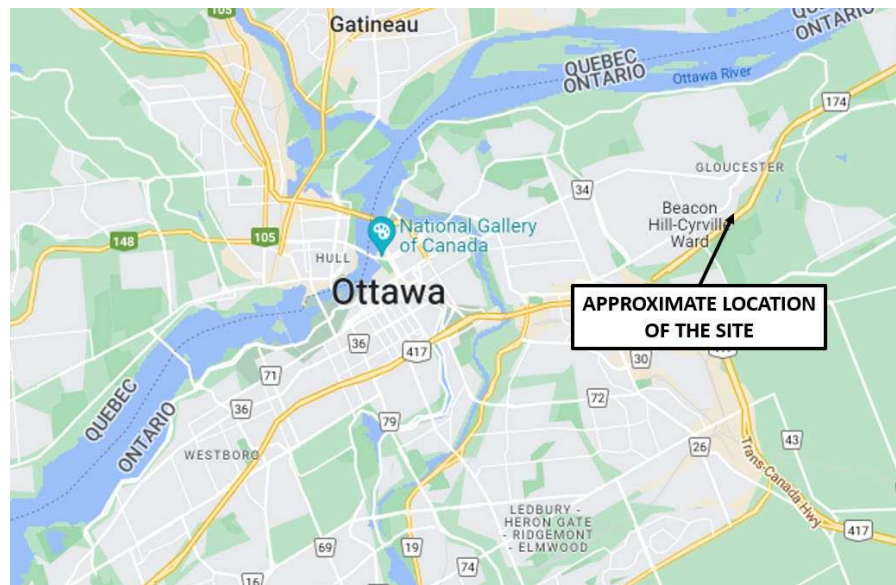 105
Gatineau
QUEBEC
ONTARIO
QUEBEC
ONTARIO
Ottawa River
174
GLOUCESTER
34
Beacon
Hill-Cyrville
Ward
National Gallery
of Canada
148
105
HULL
Ottawa
APPROXIMATE LOCATION
OF THE SITE
36
417
30
71
72
36
79
QUEBEC
ONTARIO
WESTBORO
26
43
Trans-Canada Hwy
417
LEDBURY -
HERON GATE
- RIDGEMONT
- ELMWOOD
69
19
74
16